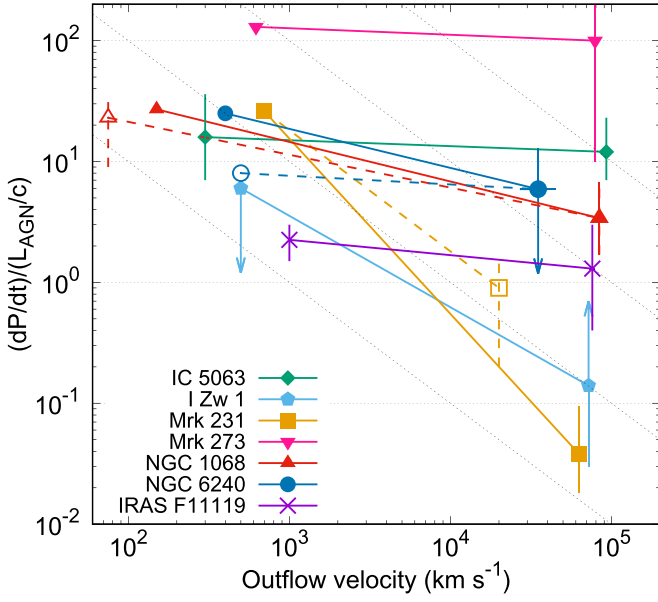 10²
10¹
10⁰
10⁻¹
10⁻²
(dP/dt)/(L_AGN/c)
IC 5063
I Zw 1
Mrk 231
Mrk 273
NGC 1068
NGC 6240
IRAS F11119
10² 10³ 10⁴ 10⁵
Outflow velocity (km s⁻¹)